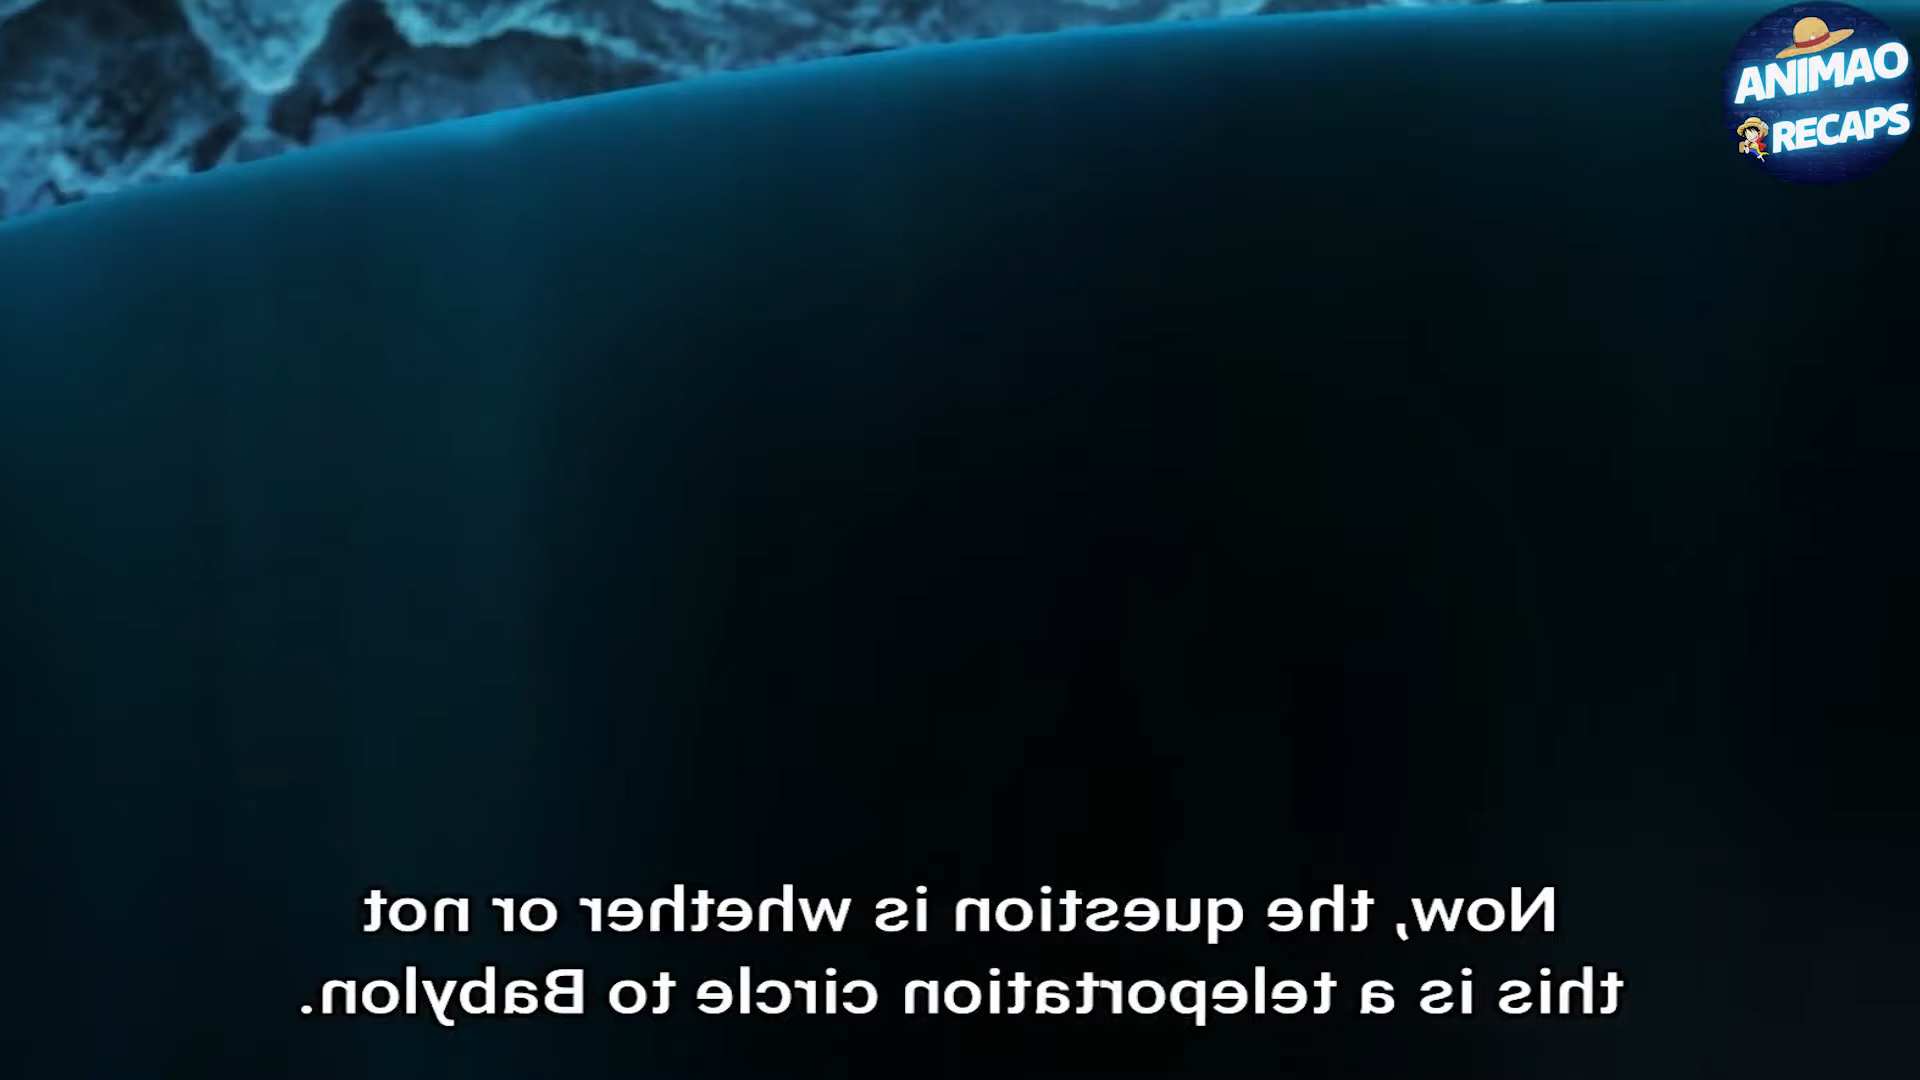 ANIMAO
RECAPS
Now, the question is whether or not
this is a teleportation circle to Babylon.